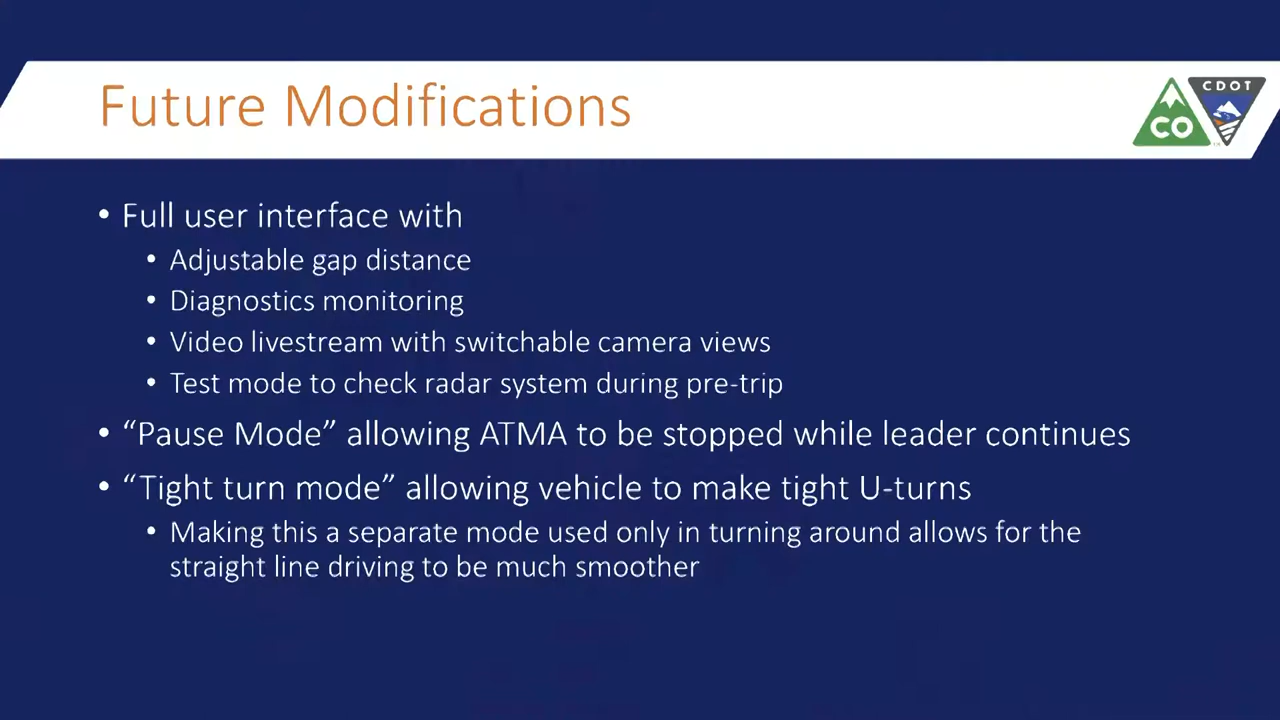 Future Modifications
CO
CDOT
• Full user interface with
• Adjustable gap distance
• Diagnostics monitoring
• Video livestream with switchable camera views
• Test mode to check radar system during pre-trip
• “Pause Mode” allowing ATMA to be stopped while leader continues
• “Tight turn mode” allowing vehicle to make tight U-turns
• Making this a separate mode used only in turning around allows for the
straight line driving to be much smoother